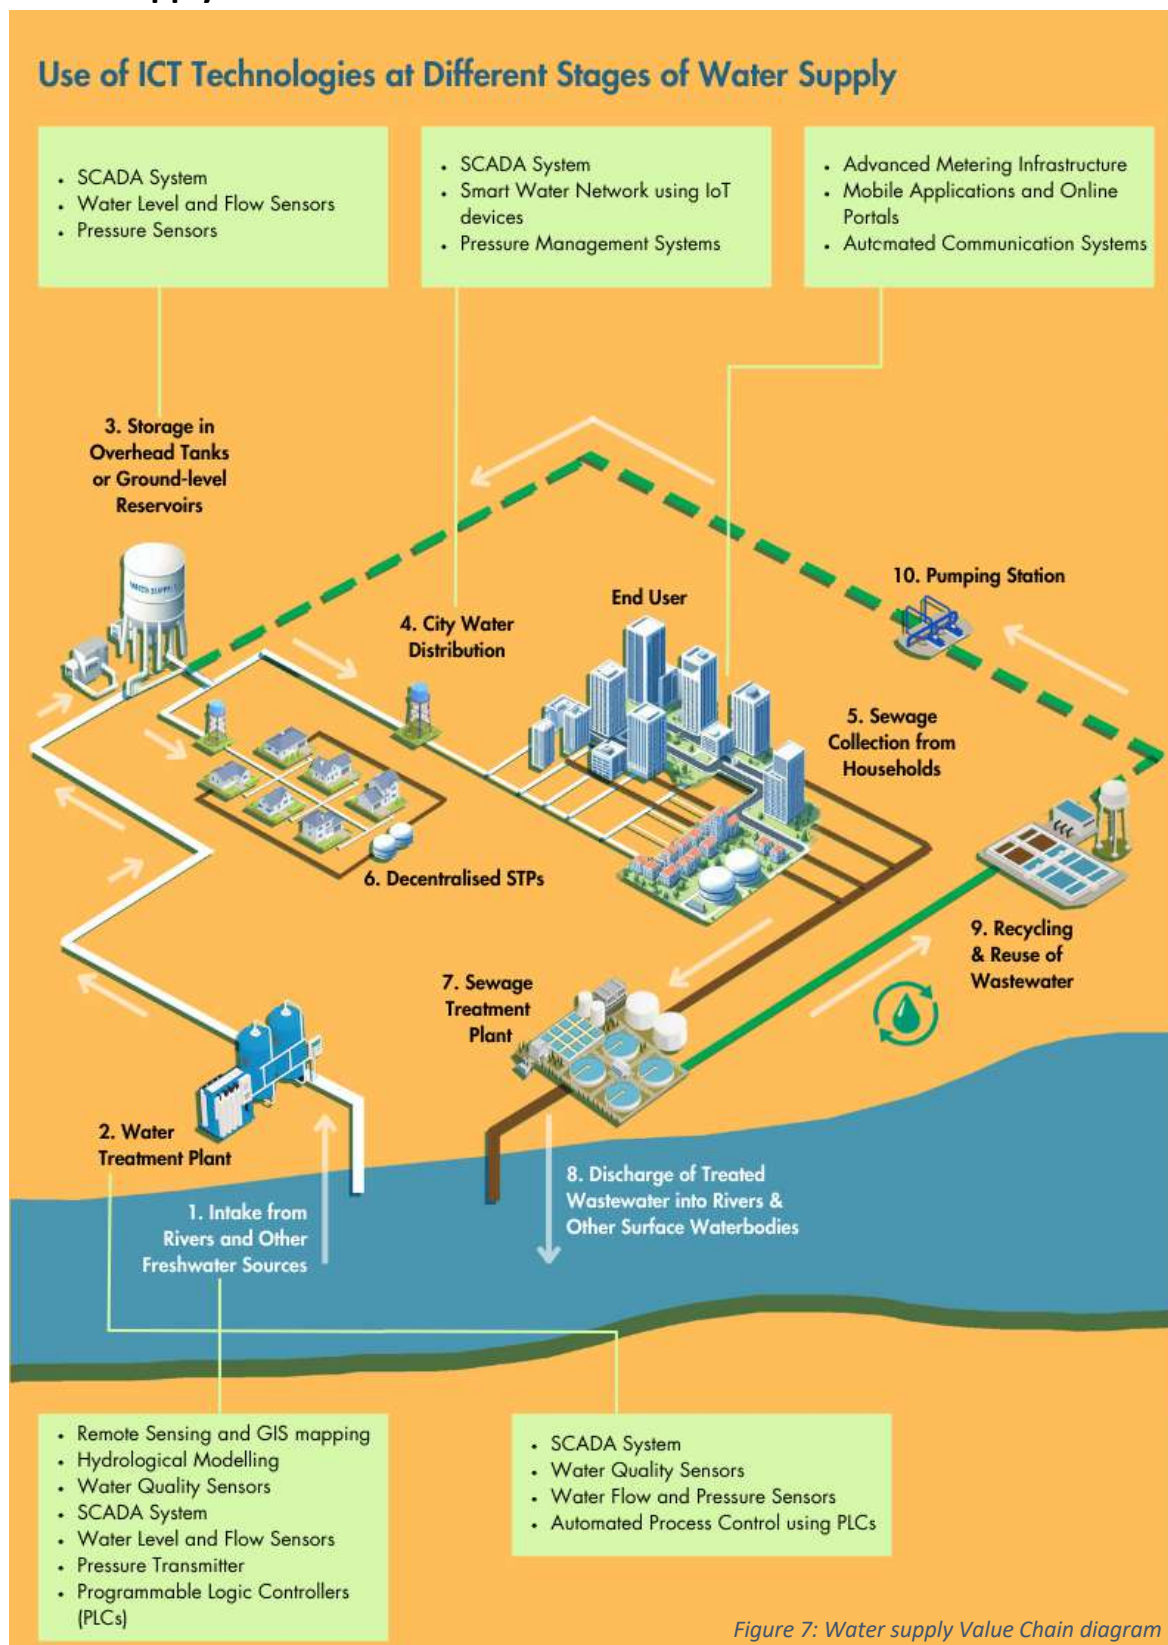 Use of ICT Technologies at Different Stages of Water Supply
• SCADA System
• Water Level and Flow Sensors
• Pressure Sensors
• SCADA System
• Smart Water Network using IoT
devices
• Pressure Management Systems
• Advanced Metering Infrastructure
• Mobile Applications and Online
Portals
• Automated Communication Systems
3. Storage in
Overhead Tanks
or Ground-level
Reservoirs
WATER SUPPLY
4. City Water
Distribution
End User
10. Pumping Station
5. Sewage
Collection from
Households
6. Decentralised STPs
7. Sewage
Treatment
Plant
9. Recycling
& Reuse of
Wastewater
2. Water
Treatment Plant
1. Intake from
Rivers and Other
Freshwater Sources
8. Discharge of Treated
Wastewater into Rivers &
Other Surface Waterbodies
• Remote Sensing and GIS mapping
• Hydrological Modelling
• Water Quality Sensors
• SCADA System
• Water Level and Flow Sensors
• Pressure Transmitter
• Programmable Logic Controllers
(PLCs)
• SCADA System
• Water Quality Sensors
• Water Flow and Pressure Sensors
• Automated Process Control using PLCs
Figure 7: Water supply Value Chain diagram